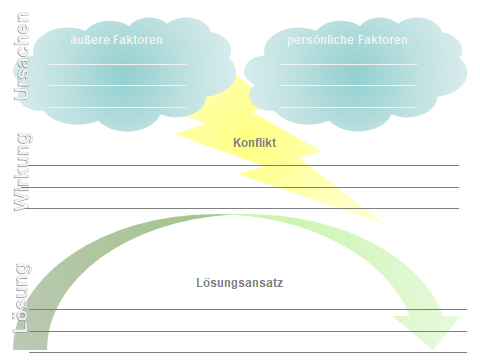 Ursachen
äußere Faktoren
persönliche Faktoren
Wirkung
Konflikt
Lösung
Lösungsansatz